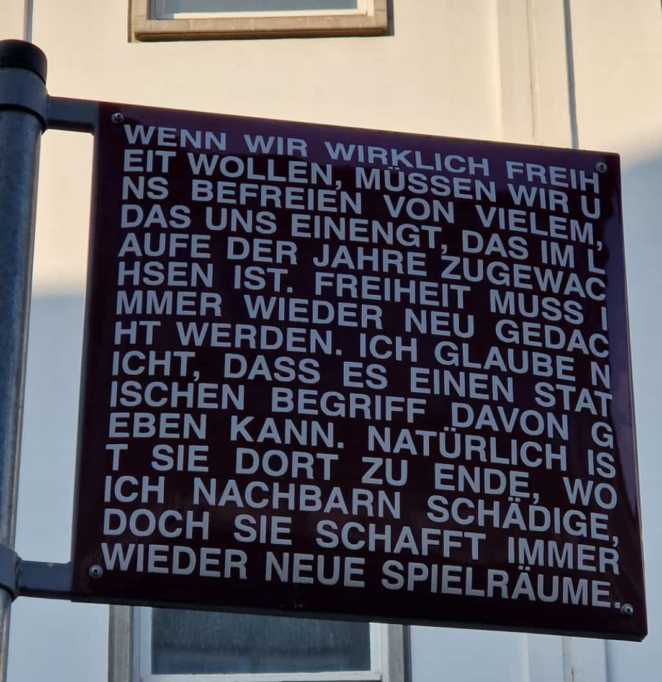 WENN WIR WIRKLICH FREIH
EIT WOLLEN, MÜSSEN WIR U
NS BEFREIEN VON VIELEM,
DAS UNS EINENGT, DAS IM L
AUFE DER JAHRE ZUGEWAC
HSEN IST. FREIHEIT MUSS I
MMER WIEDER NEU GEDAC
HT WERDEN. ICH GLAUBE N
ICHT, DASS ES EINEN STAT
ISCHEN BEGRIFF DAVON G
EBEN KANN. NATÜRLICH IS
T SIE DORT ZU ENDE, WO
ICH NACHBARN SCHÄDIGE,
DOCH SIE SCHAFFT IMMER
WIEDER NEUE SPIELRÄUME.